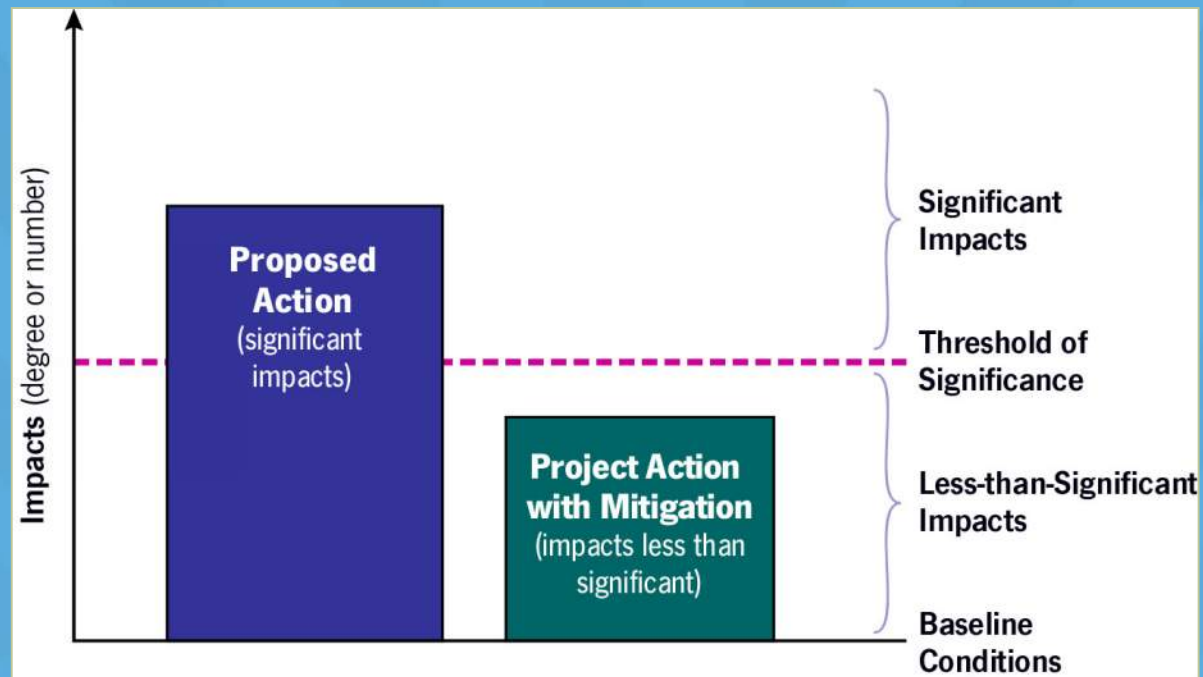 Impacts (degree or number)
Proposed
Action
(significant
impacts)
Project Action
with Mitigation
(impacts less than
significant)
Significant
Impacts
Threshold of
Significance
Less-than-Significant
Impacts
Baseline
Conditions